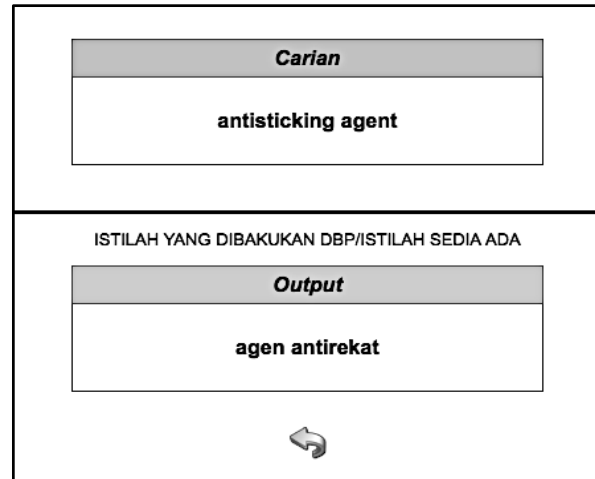 Carian
antisticking agent
ISTILAH YANG DIBAKUKAN DBP/ISTILAH SEDIA ADA
Output
agen antirekat